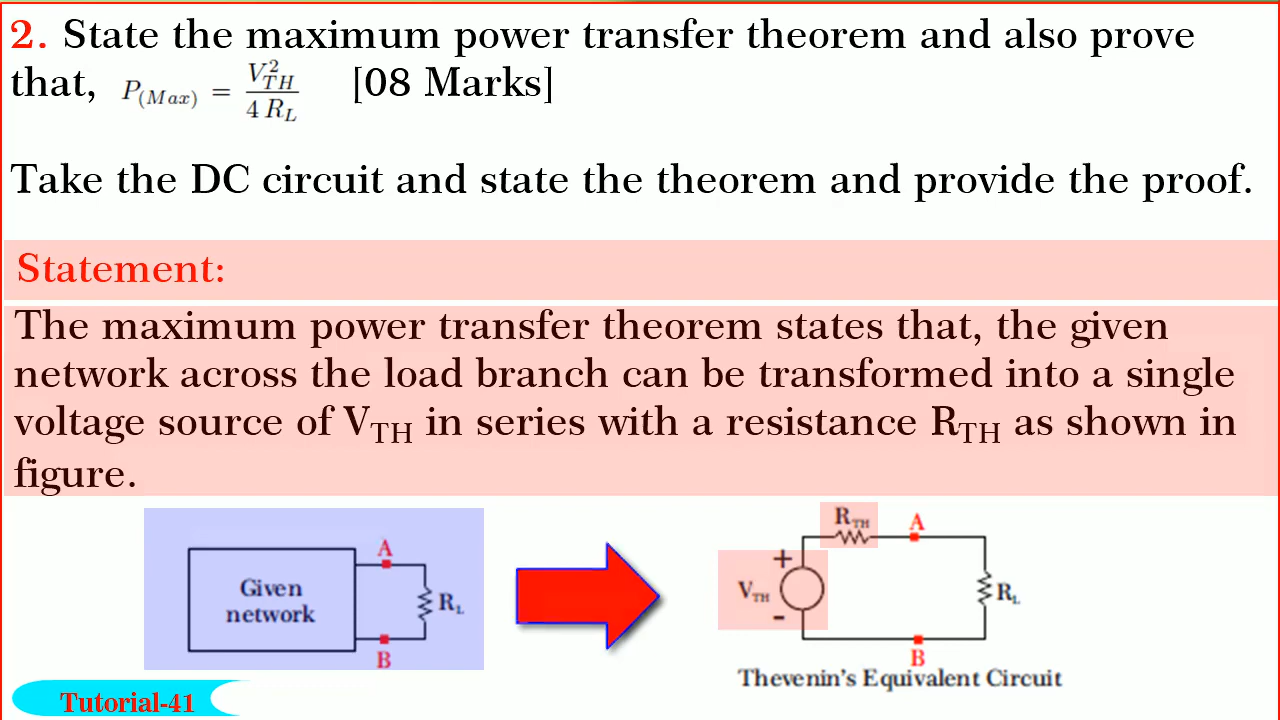 2. State the maximum power transfer theorem and also prove
that, P(Max) = V²TH / 4 RL [08 Marks]
Take the DC circuit and state the theorem and provide the proof.
Statement:
The maximum power transfer theorem states that, the given
network across the load branch can be transformed into a single
voltage source of VTH in series with a resistance RTH as shown in
figure.
A
Given
network
RL
B
RTH
A
+
VTH
-
RL
B
Thevenin's Equivalent Circuit
Tutorial-41